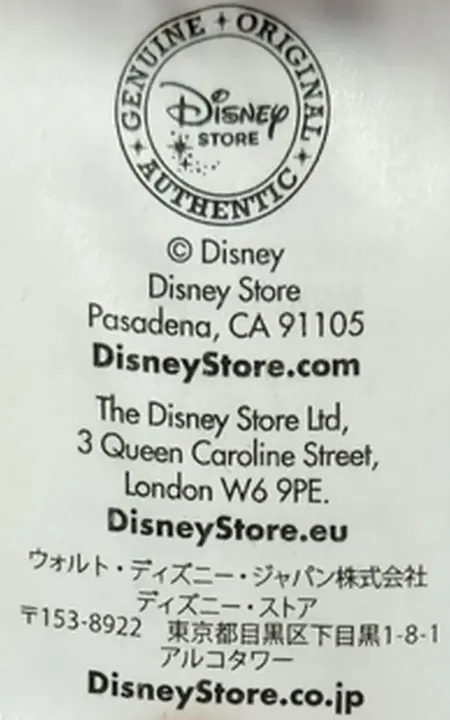 GENUINE ORIGINAL AUTHENTIC
Disney
STORE
© Disney
Disney Store
Pasadena, CA 91105
DisneyStore.com
The Disney Store Ltd,
3 Queen Caroline Street,
London W6 9PE.
DisneyStore.eu
ウォルト・ディズニー・ジャパン株式会社
ディズニー・ストア
〒153-8922 東京都目黒区下目黒1-8-1
アルコタワー
DisneyStore.co.jp